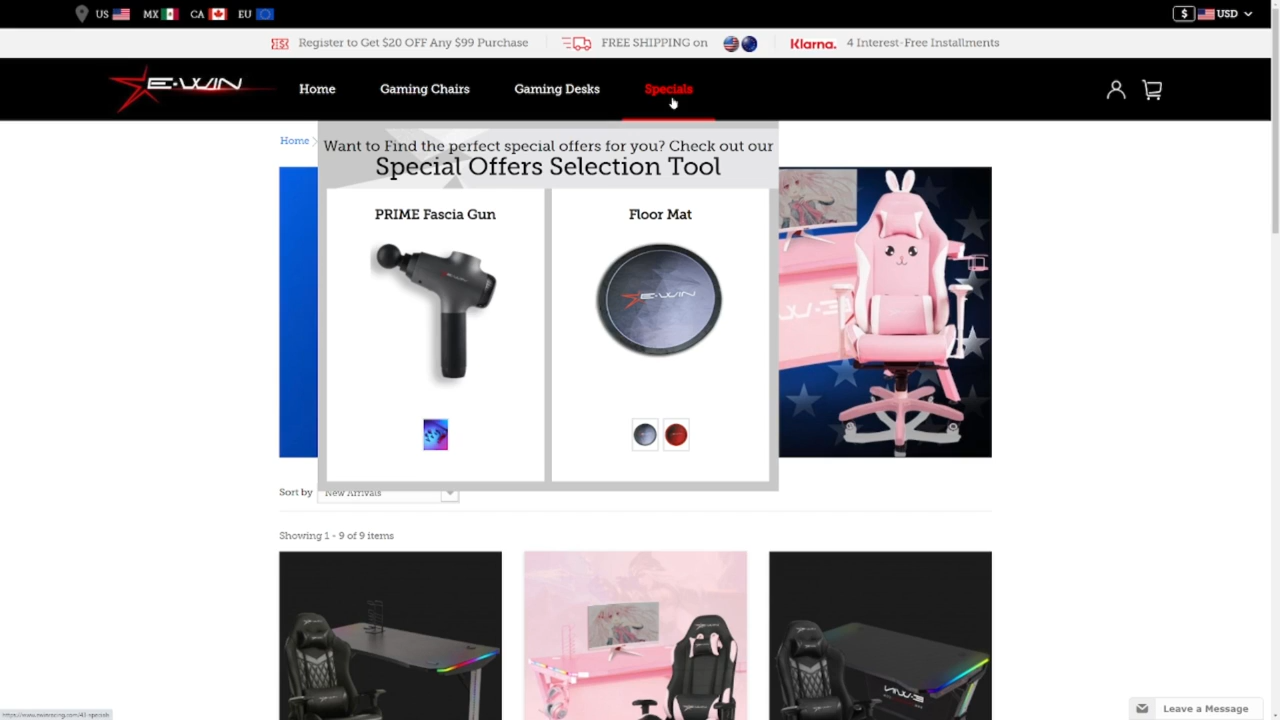 US MX CA EU
$ USD
Register to Get $20 OFF Any $99 Purchase
FREE SHIPPING on
Klarna. 4 Interest-Free Installments
E-WIN
Home Gaming Chairs Gaming Desks Specials
Home
Want to Find the perfect special offers for you? Check out our
Special Offers Selection Tool
PRIME Fascia Gun
Floor Mat
E-WIN
Sort by New Arrivals
Showing 1 - 9 of 9 items
Leave a Message